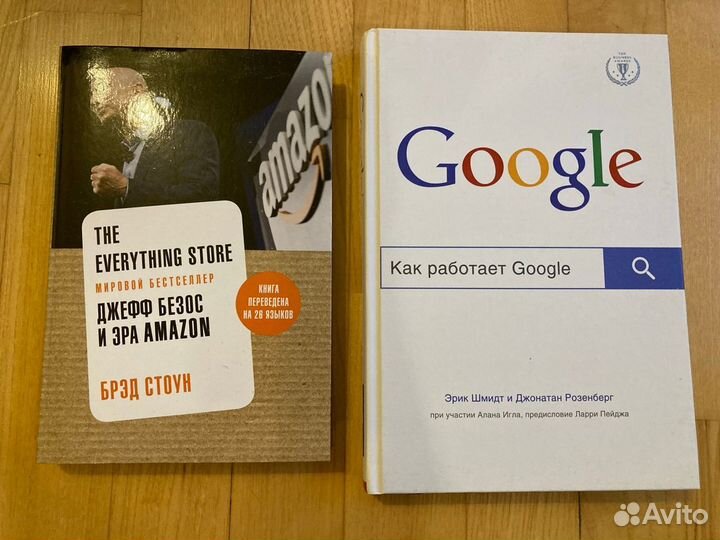 amazo
THE
EVERYTHING STORE
МИРОВОЙ БЕСТСЕЛЛЕР
ДЖЕФФ БЕЗОС
И ЭРА AMAZON
БРЭД СТОУН
КНИГА
ПЕРЕВЕДЕНА
НА 26 ЯЗЫКОВ
Google
Как работает Google
Эрик Шмидт и Джонатан Розенберг
при участии Алана Игла, предисловие Ларри Пейджа
Avito